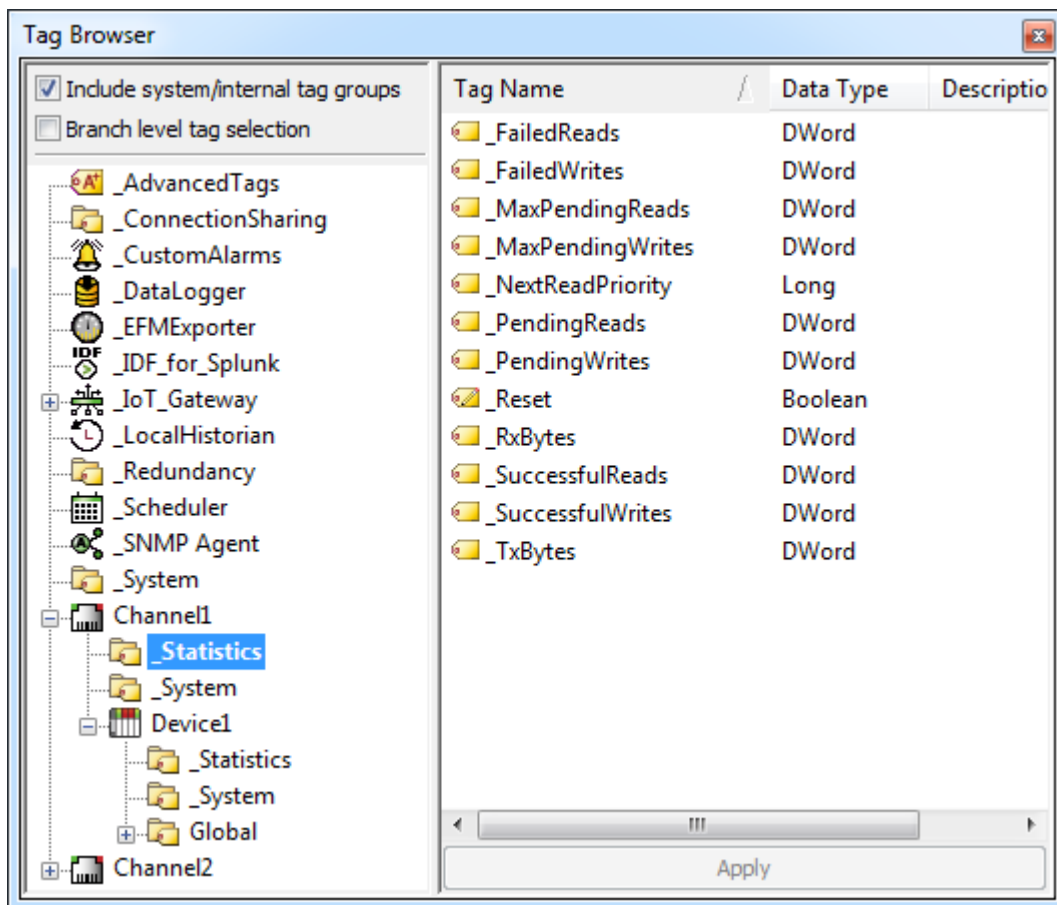 Tag Browser
Include system/internal tag groups
Branch level tag selection
_AdvancedTags
_ConnectionSharing
_CustomAlarms
_DataLogger
_EFMExporter
IDF
_IDF_for_Splunk
_IoT_Gateway
_LocalHistorian
_Redundancy
_Scheduler
_SNMP Agent
_System
Channel1
_Statistics
_System
Device1
_Statistics
_System
Global
Channel2
Tag Name Data Type Descriptio
_FailedReads DWord
_FailedWrites DWord
_MaxPendingReads DWord
_MaxPendingWrites DWord
_NextReadPriority Long
_PendingReads DWord
_PendingWrites DWord
_Reset Boolean
_RxBytes DWord
_SuccessfulReads DWord
_SuccessfulWrites DWord
_TxBytes DWord
Apply